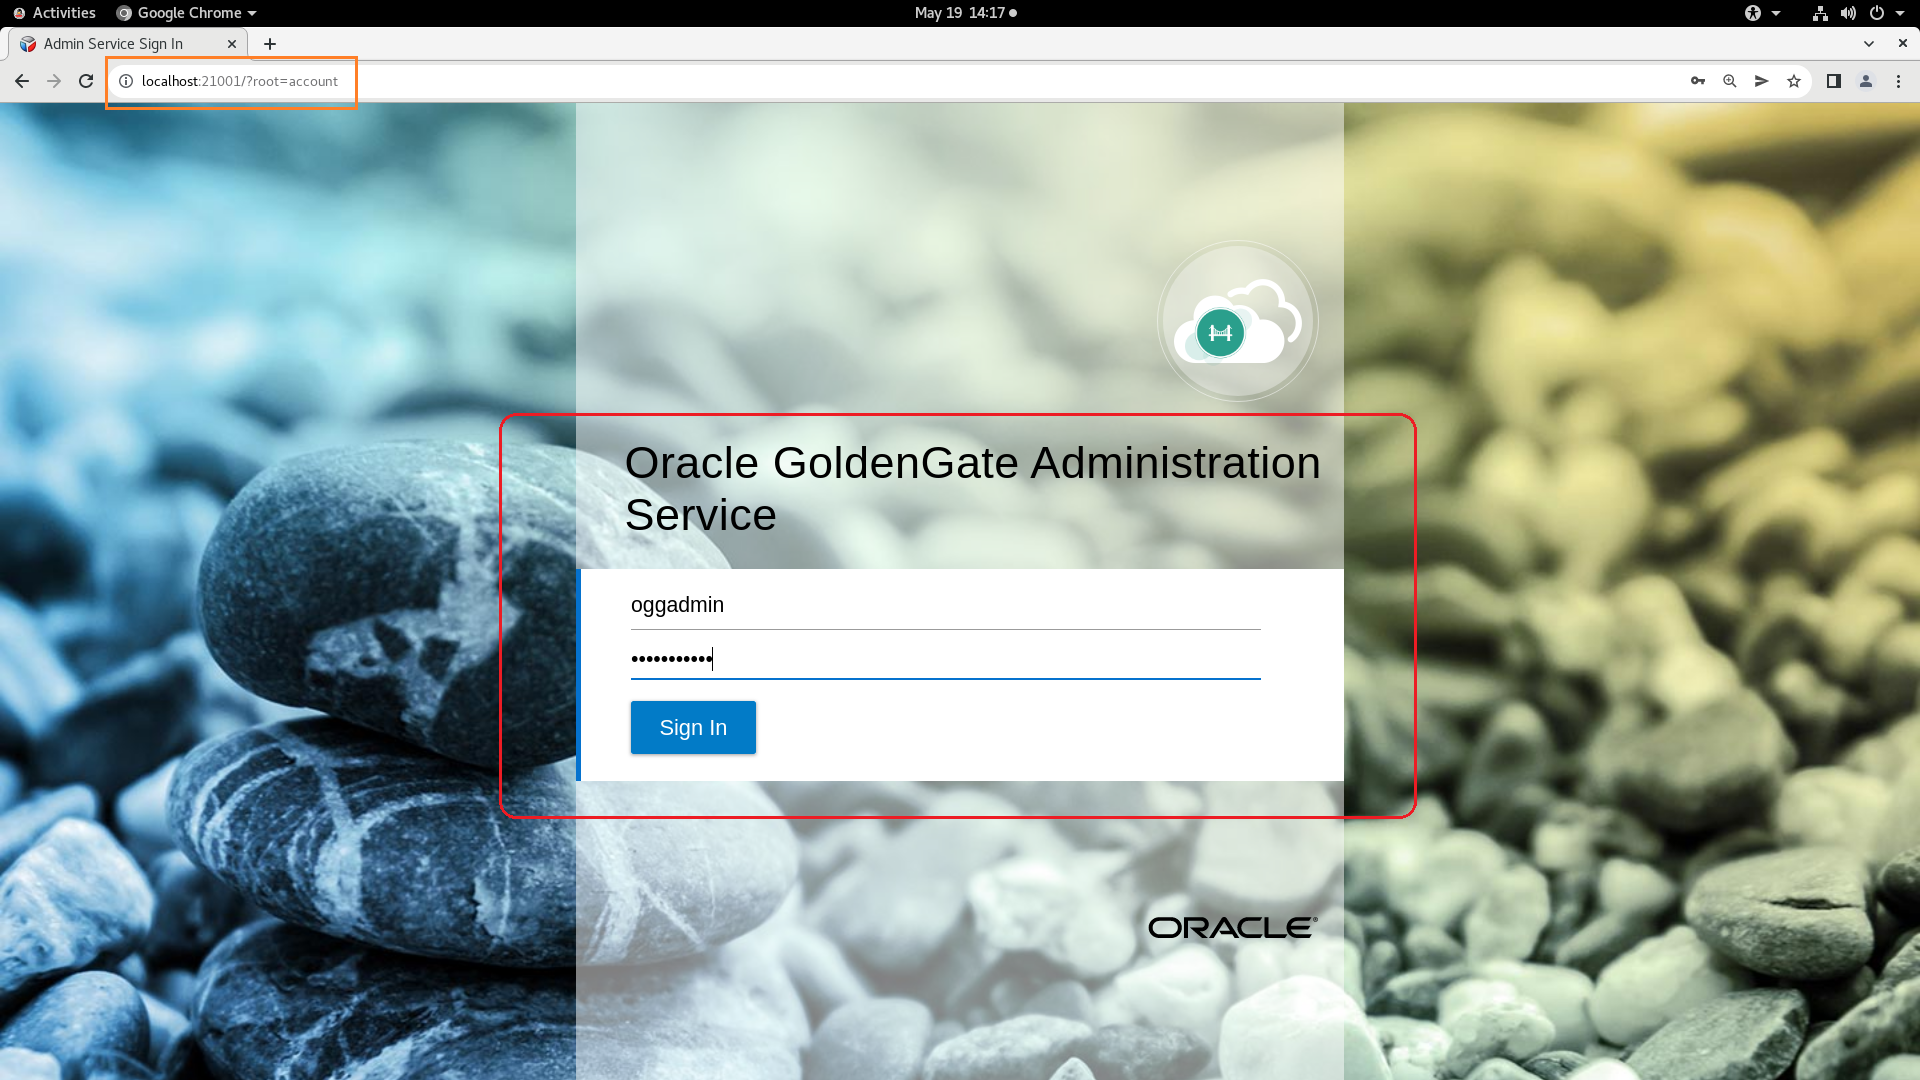 Activities
Google Chrome
May 19 14:17
Admin Service Sign In
localhost:21001/?root=account
Oracle GoldenGate Administration
Service
oggadmin
•••••••••••
Sign In
ORACLE®